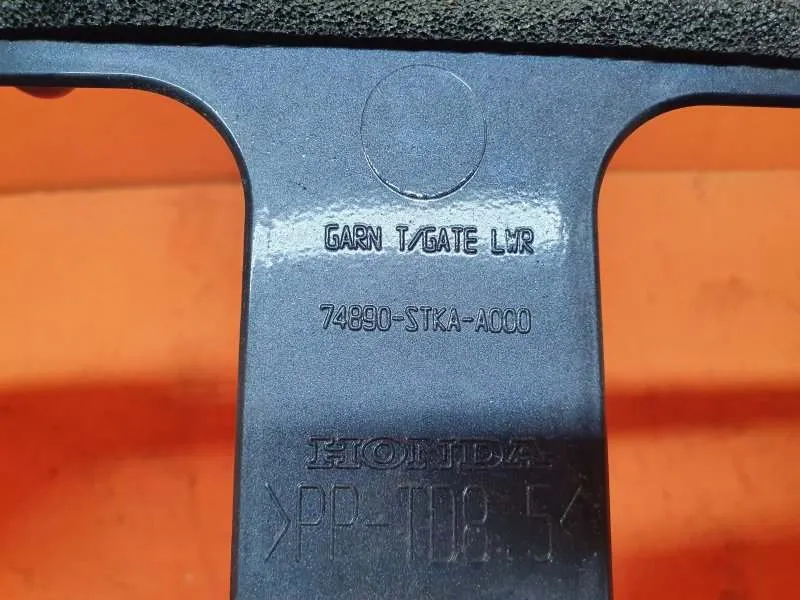 GARN T/GATE LWR
74890-STKA-A000
HONDA
>PP-TD8.5<